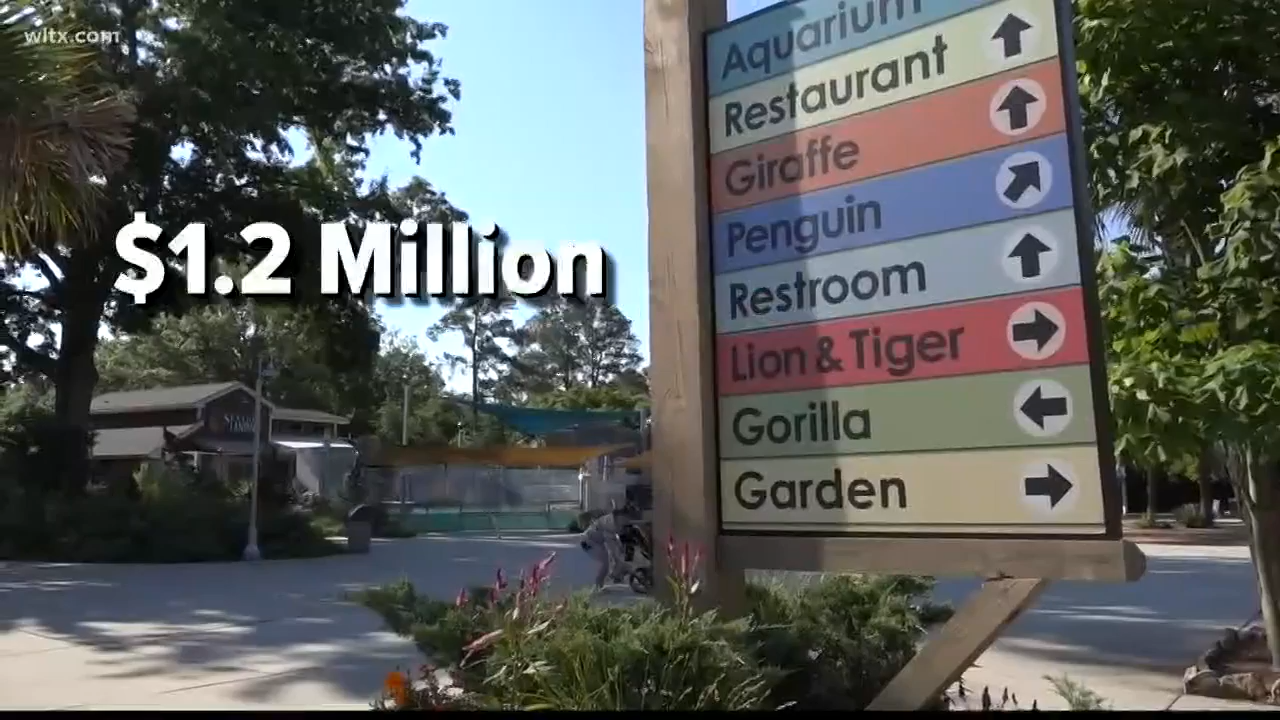 wltx.com
$1.2 Million
Aquarium
Restaurant
Giraffe
Penguin
Restroom
Lion & Tiger
Gorilla
Garden